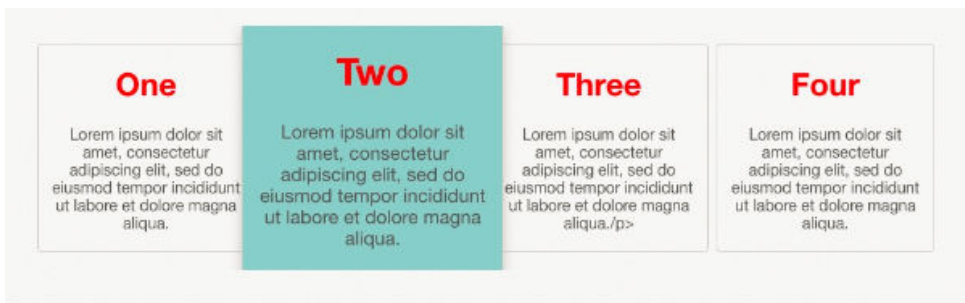 One
Lorem ipsum dolor sit
amet, consectetur
adipiscing elit, sed do
eiusmod tempor incididunt
ut labore et dolore magna
aliqua.
Two
Lorem ipsum dolor sit
amet, consectetur
adipiscing elit, sed do
eiusmod tempor incididunt
ut labore et dolore magna
aliqua.
Three
Lorem ipsum dolor sit
amet, consectetur
adipiscing elit, sed do
eiusmod tempor incididunt
ut labore et dolore magna
aliqua./p>
Four
Lorem ipsum dolor sit
amet, consectetur
adipiscing elit, sed do
eiusmod tempor incididunt
ut labore et dolore magna
aliqua.